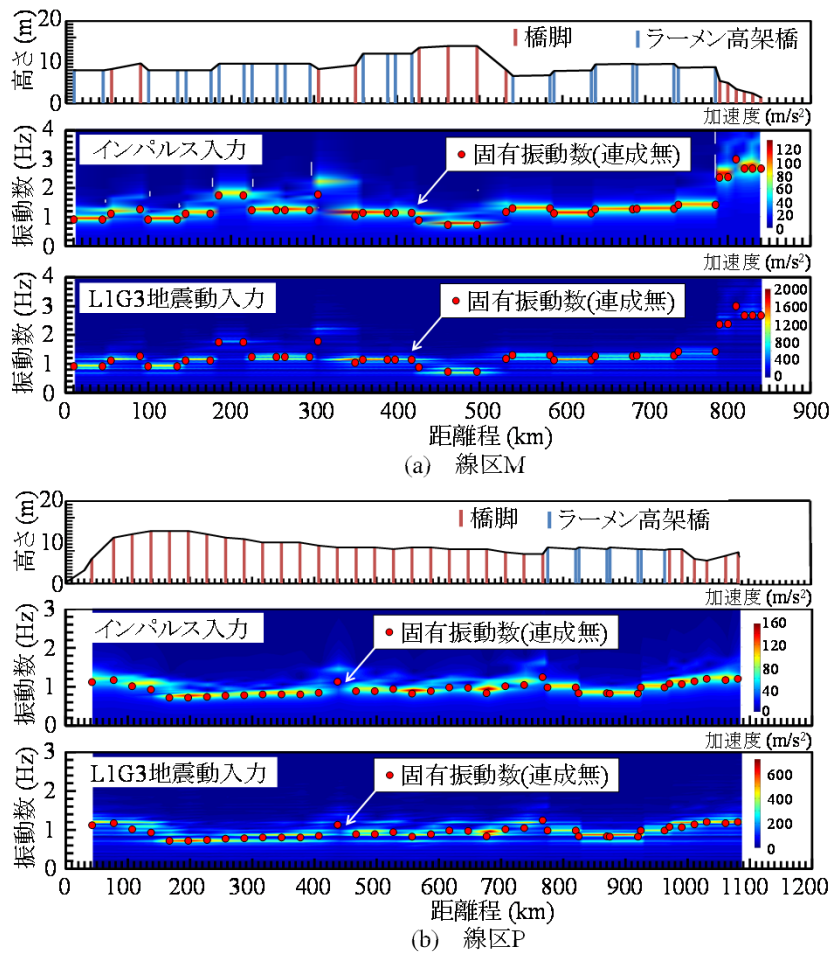 20
10
0
高さ (m)
橋脚
ラーメン高架橋
加速度 (m/s²)
4
3
2
1
0
振動数 (Hz)
インパルス入力
固有振動数(連成無)
120
100
80
60
40
20
0
加速度 (m/s²)
4
3
2
1
0
振動数 (Hz)
L1G3地震動入力
固有振動数(連成無)
2000
1600
1200
800
400
0
0 100 200 300 400 500 600 700 800 900
距離程 (km)
(a) 線区M
20
10
0
高さ (m)
橋脚
ラーメン高架橋
加速度 (m/s²)
3
2
1
0
振動数 (Hz)
インパルス入力
固有振動数(連成無)
160
120
80
40
0
加速度 (m/s²)
3
2
1
0
振動数 (Hz)
L1G3地震動入力
固有振動数(連成無)
600
400
200
0
0 100 200 300 400 500 600 700 800 900 1000 1100 1200
距離程 (km)
(b) 線区P